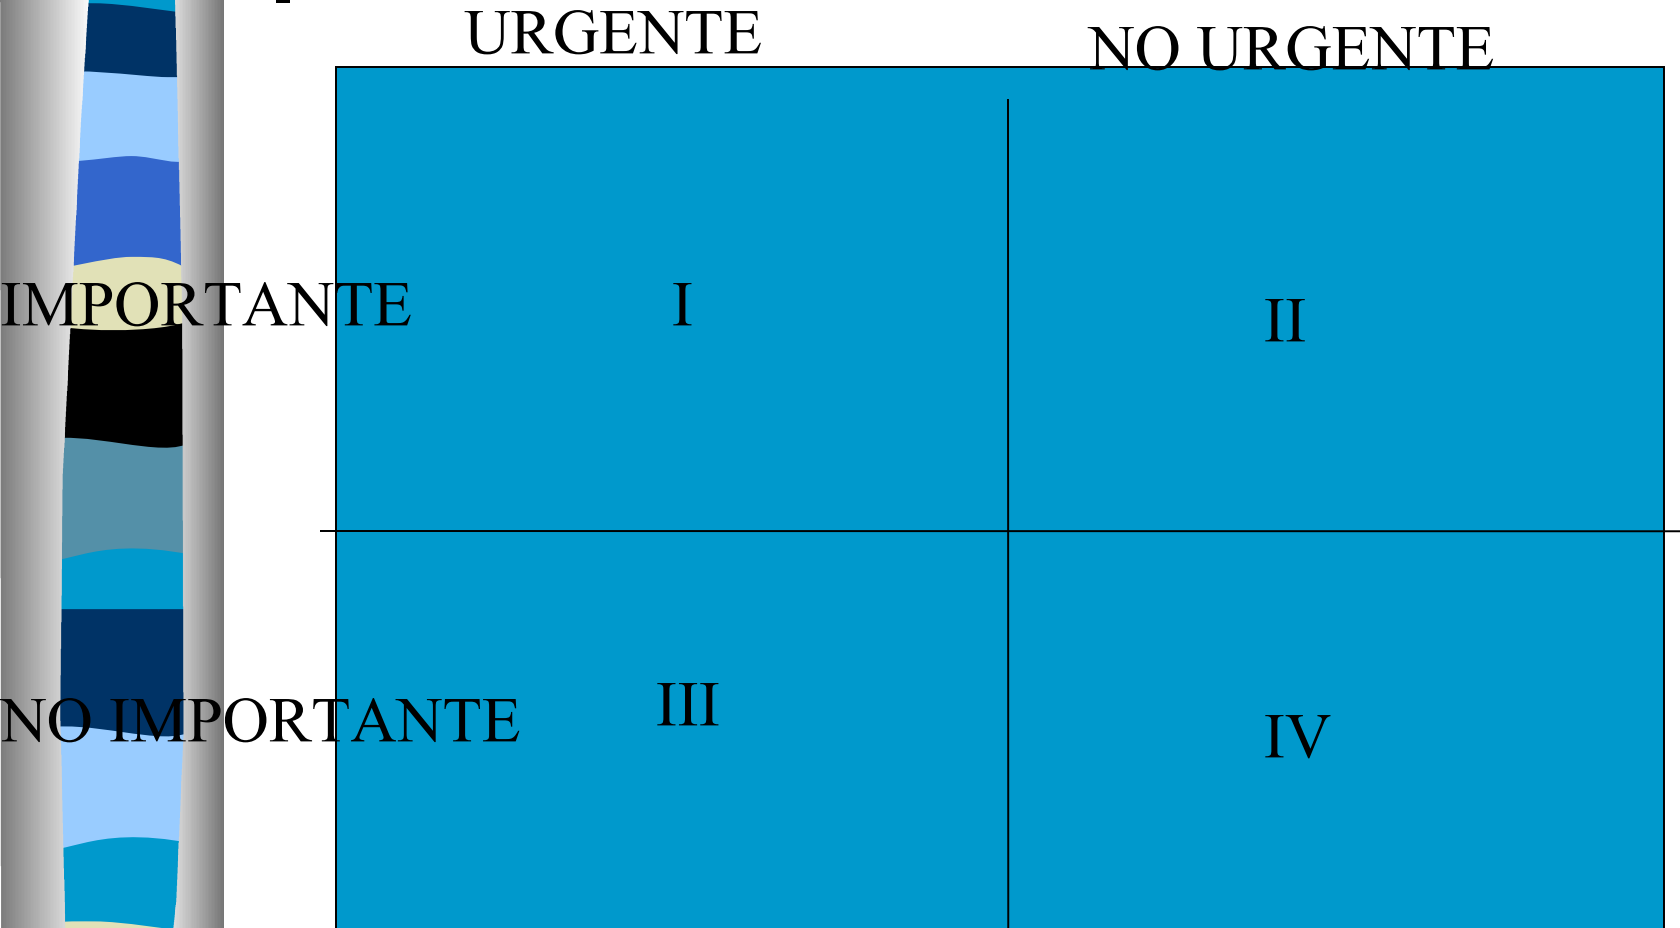 URGENTE
NO URGENTE
IMPORTANTE
I
II
NO IMPORTANTE
III
IV